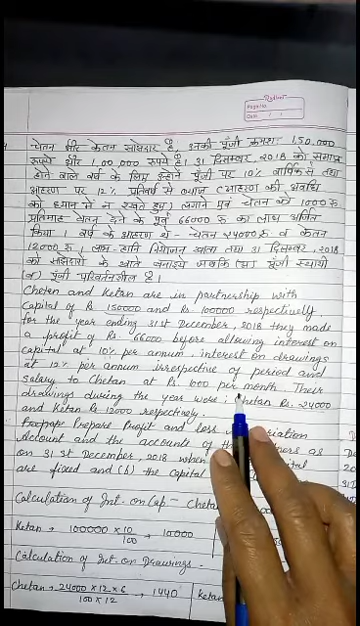 चेतन और केतन साझेदार हैं, उनकी पूँजी क्रमशः 150,000
रूपये और 1,00,000 रूपये हैं। 31 दिसम्बर, 2018 को समाप्त
होने वाले वर्ष के लिए उन्होंने पूँजी पर 10% वार्षिक से तथा
आहरण पर 12% प्रतिवर्ष से ब्याज (आहरण की अवधि
को ध्यान में न रखते हुए) लगाने एवं चेतन को 1000 रु
प्रतिमाह वेतन देने के पूर्व 66000 रु का लाभ अर्जित
किया। वर्ष के आहरण थे - चेतन 24000 रु व केतन
12000 रु। लाभ-हानि नियोजन खाता तथा 31 दिसम्बर, 2018
को साझेदारों के खाते बनाइये जबकि (अ) पूँजी स्थायी
(ब) पूँजी परिवर्तनशील है।
Chetan and Ketan are in partnership with
Capital of Rs 150000 and Rs 100000 respectively
for the year ending 31st December, 2018 they made
a profit of Rs 66000 before allowing interest on
capital at 10% per annum, interest on drawings
at 12% per annum irrespective of period and
salary to Chetan at Rs. 1000 per month. Their
drawings during the year were: Chetan Rs. 24000
and Ketan Rs 12000 respectively.
Prepare Profit and Loss
Account and the accounts of
on 31st December, 2018 when
are fixed and (b) the capital
Calculation of Int. on Cap - Chetan
Ketan → 100000 × 10 / 100 → 10000
Calculation of Int. on Drawings -
Chetan → 24000 × 12 × 6 / 100 × 12 → 1440 Ketan